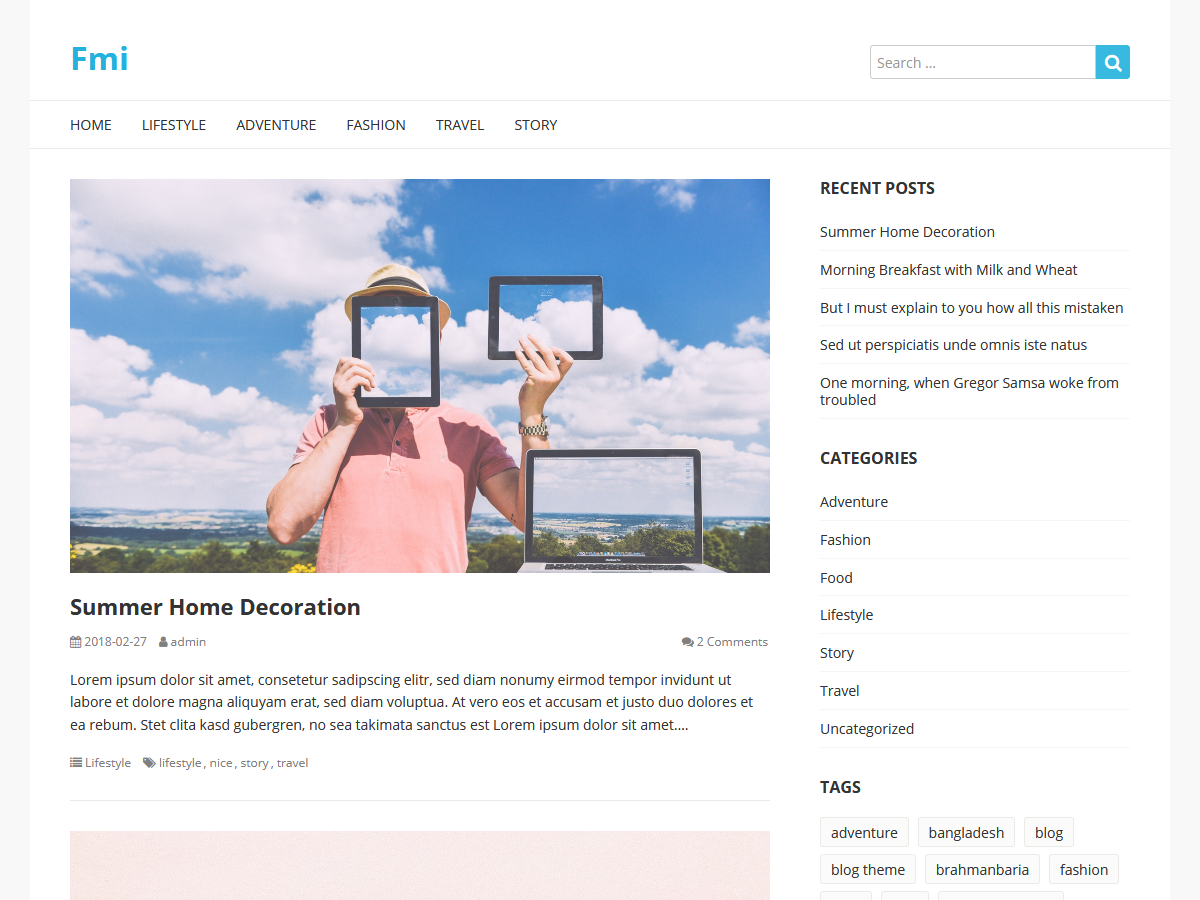 Fmi
Search ...
HOME LIFESTYLE ADVENTURE FASHION TRAVEL STORY
Summer Home Decoration
2018-02-27 admin 2 Comments
Lorem ipsum dolor sit amet, consetetur sadipscing elitr, sed diam nonumy eirmod tempor invidunt ut
labore et dolore magna aliquyam erat, sed diam voluptua. At vero eos et accusam et justo duo dolores et
ea rebum. Stet clita kasd gubergren, no sea takimata sanctus est Lorem ipsum dolor sit amet....
Lifestyle lifestyle, nice, story, travel
RECENT POSTS
Summer Home Decoration
Morning Breakfast with Milk and Wheat
But I must explain to you how all this mistaken
Sed ut perspiciatis unde omnis iste natus
One morning, when Gregor Samsa woke from
troubled
CATEGORIES
Adventure
Fashion
Food
Lifestyle
Story
Travel
Uncategorized
TAGS
adventure bangladesh blog
blog theme brahmanbaria fashion